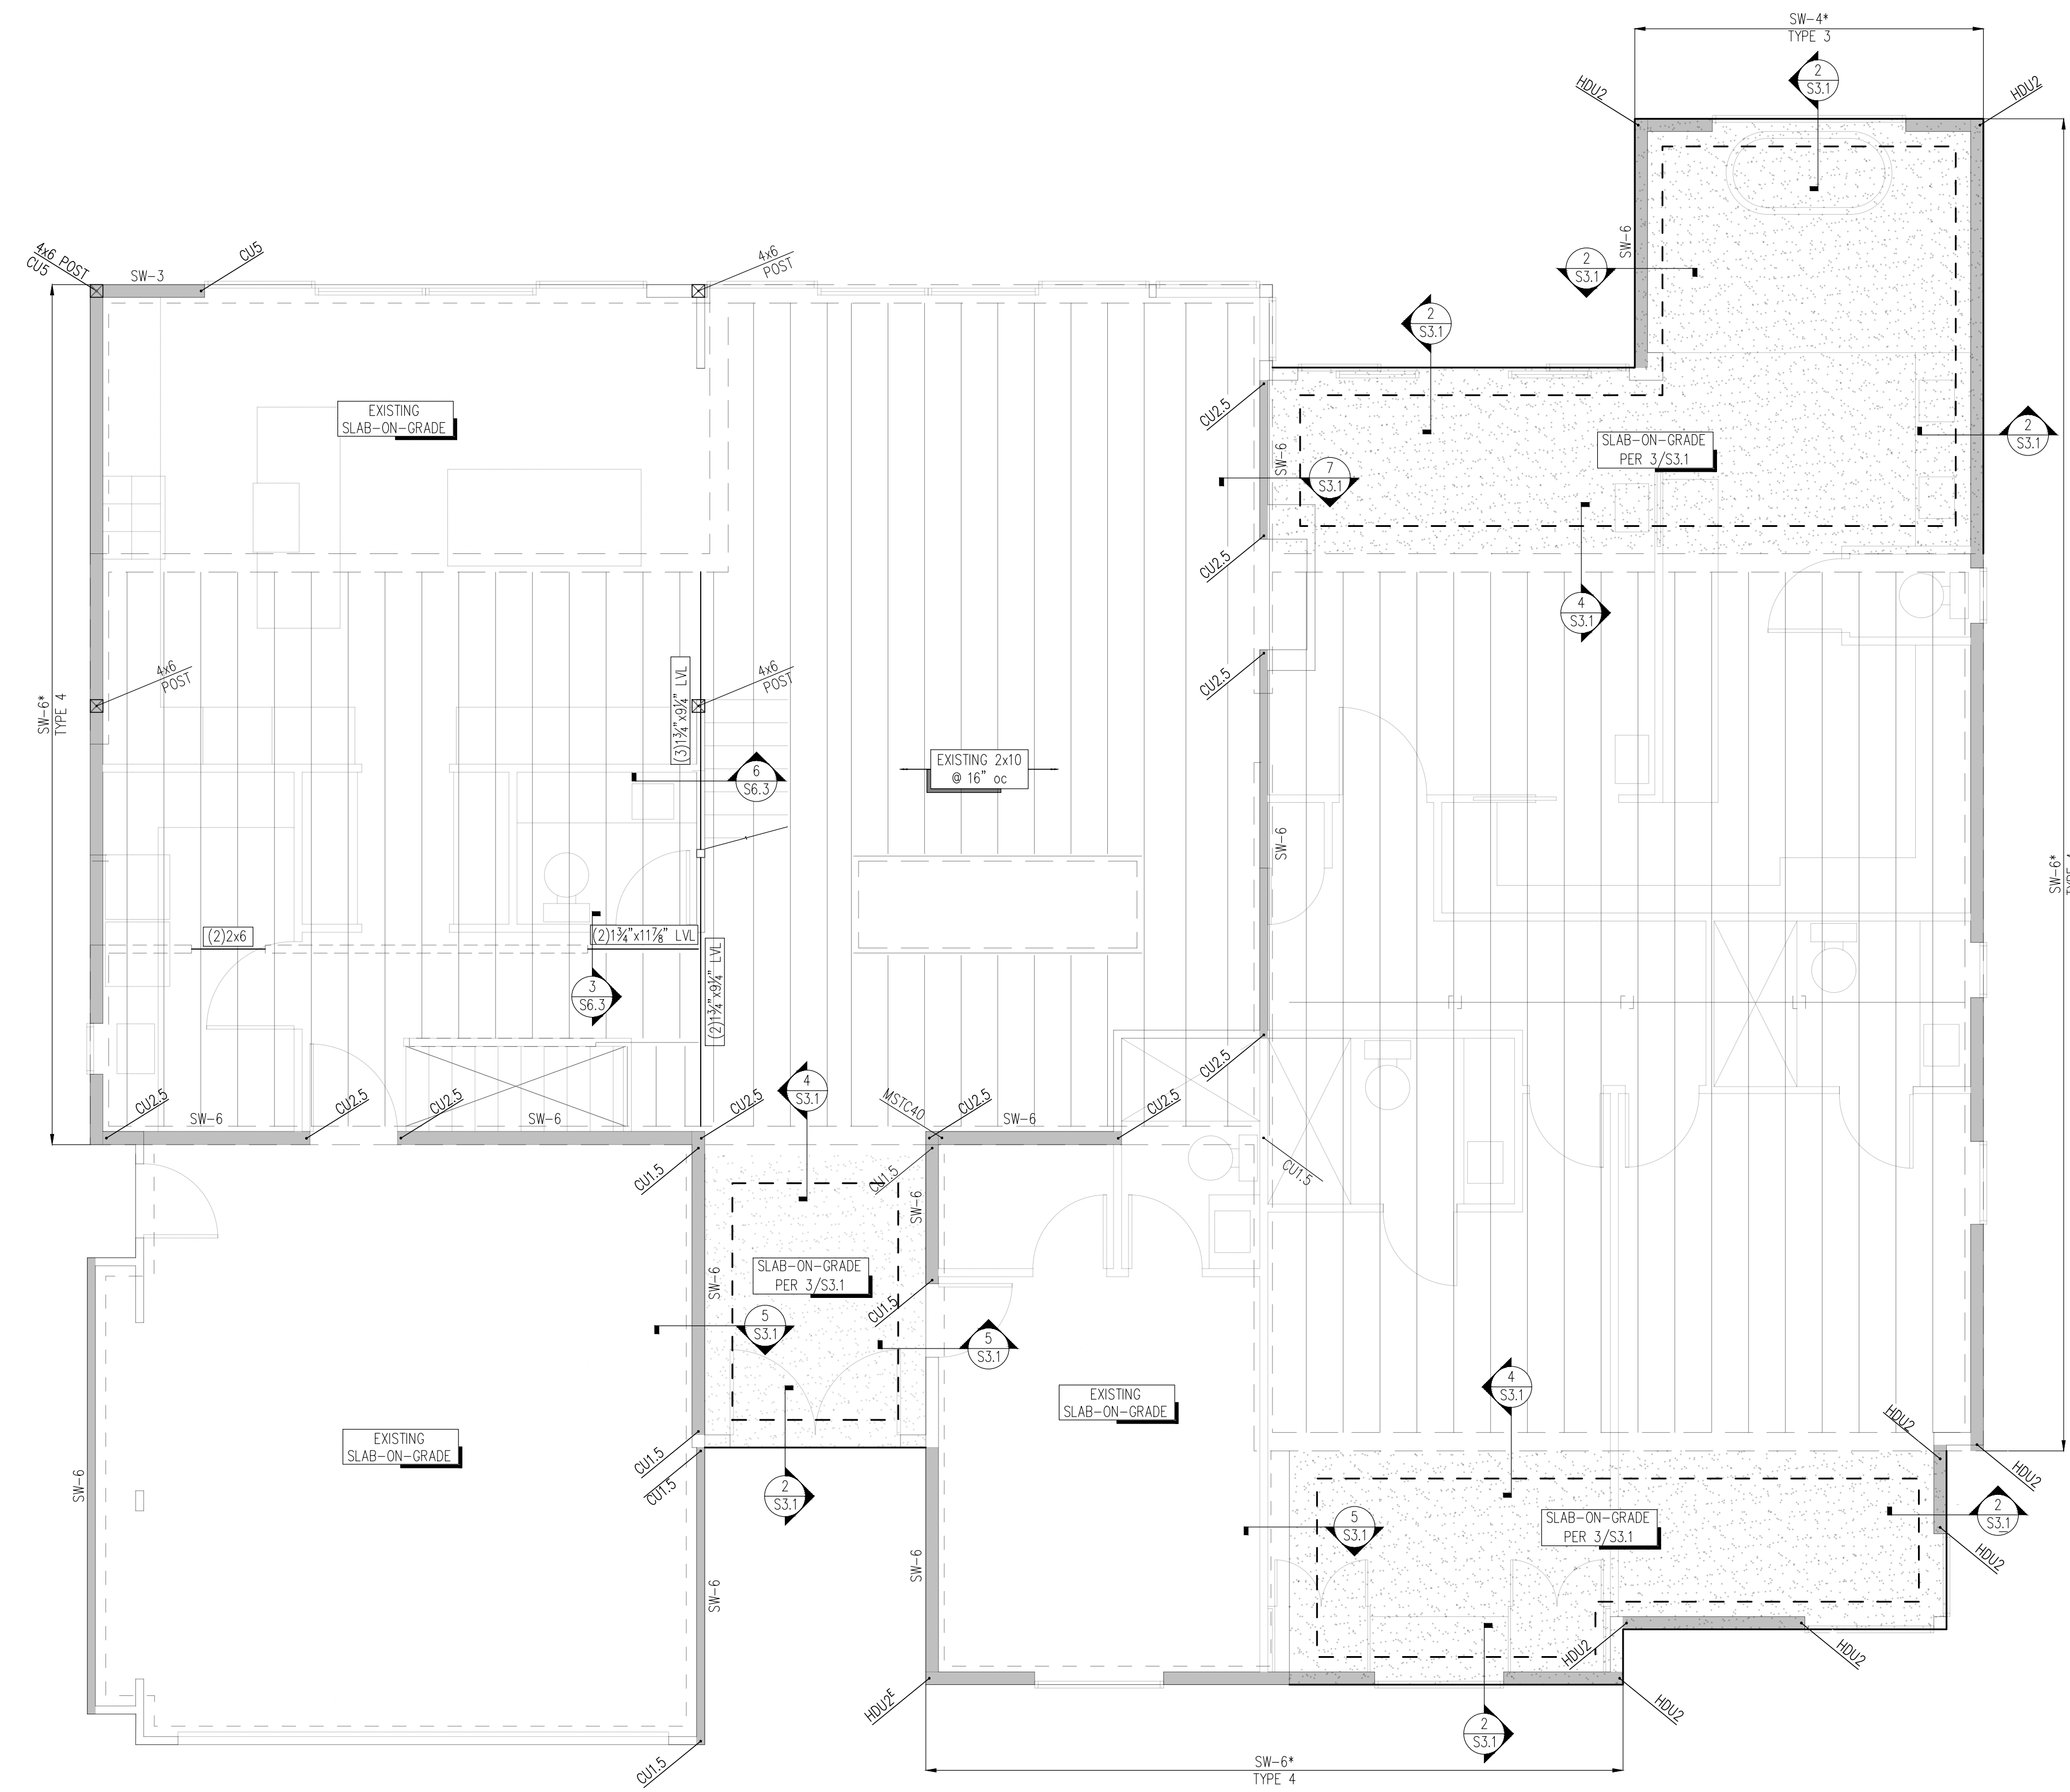 SW-4*
TYPE 3
2
S3.1
HDU2
HDU2
4x6 POST
CU5
SW-3
CU5
4x6
POST
SW-6
2
S3.1
2
S3.1
EXISTING
SLAB-ON-GRADE
CU2.5
SLAB-ON-GRADE
PER 3/S3.1
2
S3.1
SW-6
7
S3.1
CU2.5
4
S3.1
SW-6*
TYPE 4
4x6
POST
(3)1¾"x9¼" LVL
4x6
POST
CU2.5
6
S6.3
EXISTING 2x10
@ 16" oc
SW-6
SW-6*
TYPE 4
(2)2x6
(2)1¾"x11⅞" LVL
(2)1¾"x9¼" LVL
3
S6.3
CU2.5
SW-6
CU2.5
CU2.5
SW-6
CU2.5
4
S3.1
MSTC40
CU2.5
SW-6
CU2.5
CU2.5
CU1.5
CU1.5
CU1.5
SW-6
SW-6
SLAB-ON-GRADE
PER 3/S3.1
CU1.5
5
S3.1
5
S3.1
4
S3.1
EXISTING
SLAB-ON-GRADE
EXISTING
SLAB-ON-GRADE
CU1.5
CU1.5
HDU2
HDU2
SW-6
2
S3.1
5
S3.1
SLAB-ON-GRADE
PER 3/S3.1
2
S3.1
HDU2
SW-6
SW-6
HDU2
HDU2
HDU2ᴱ
HDU2
2
S3.1
CU1.5
SW-6*
TYPE 4